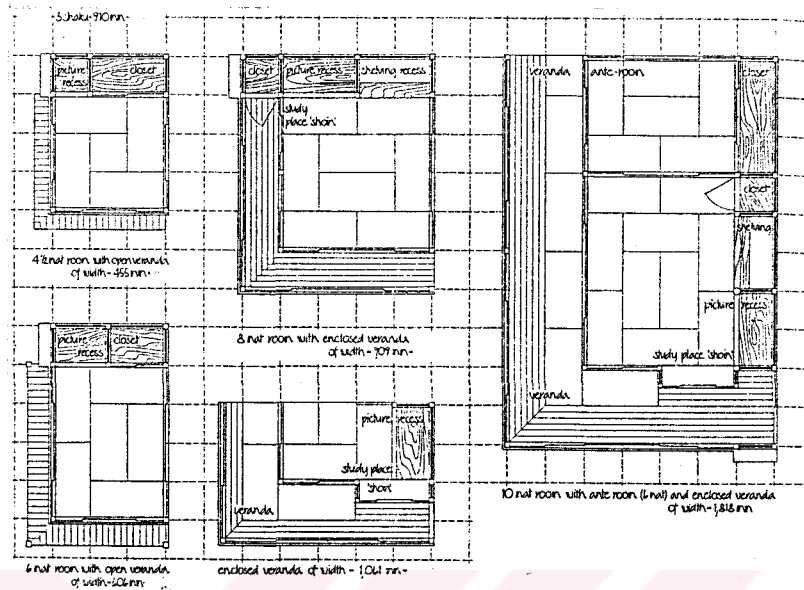 3 shaku - 910 mm
picture recess
closet
4½ mat room with open veranda
of width - 455 mm -
closet
picture recess
shelving recess
study
place 'shoin'
8 mat room with enclosed veranda
of width - 909 mm -
veranda
ante-room
closet
closet
shelving
picture recess
study place 'shoin'
veranda
10 mat room with ante room (6 mat) and enclosed veranda
of width - 1,818 mm
picture
recess
closet
6 mat room with open veranda
of width - 606 mm
picture recess
study place
'shoin'
veranda
enclosed veranda of width - 1,061 mm -